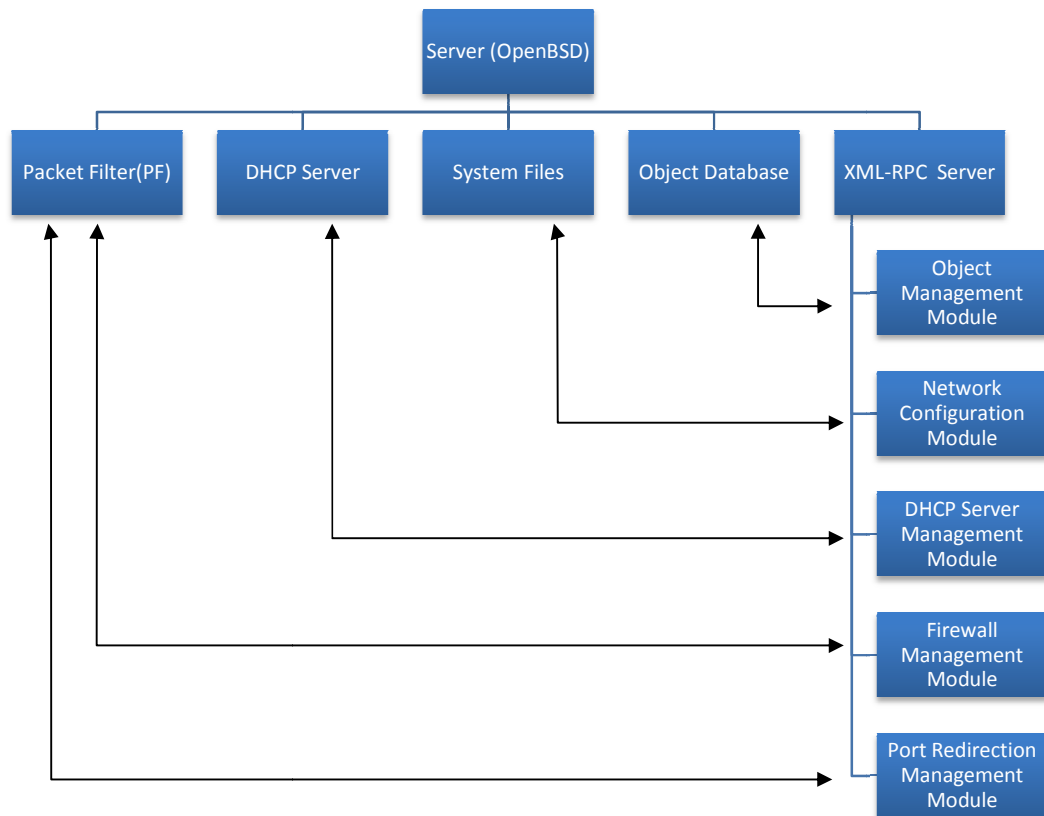 Server (OpenBSD)
Packet Filter(PF)
DHCP Server
System Files
Object Database
XML-RPC  Server
Object
Management
Module
Network
Configuration
Module
DHCP Server
Management
Module
Firewall
Management
Module
Port Redirection
Management
Module